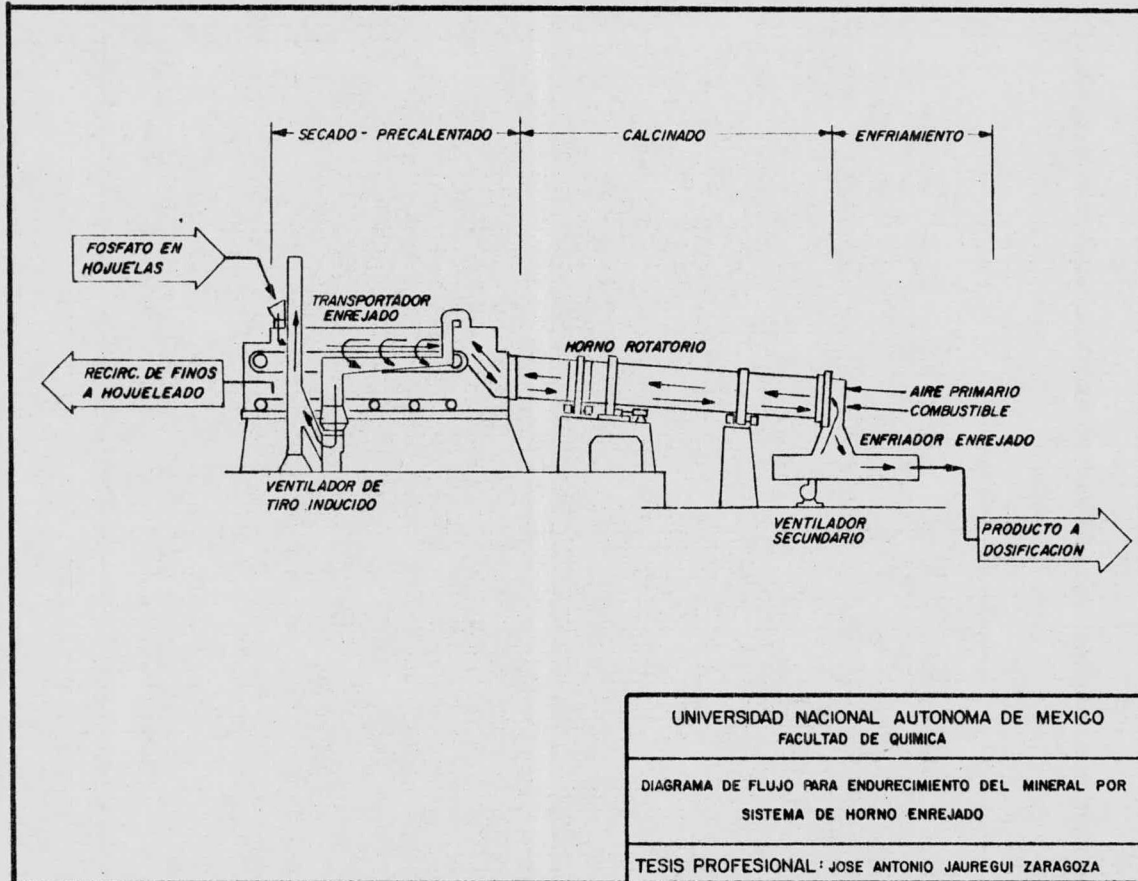 SECADO - PRECALENTADO
CALCINADO
ENFRIAMIENTO
FOSFATO EN
HOJUELAS
TRANSPORTADOR
ENREJADO
HORNO ROTATORIO
RECIRC. DE FINOS
A HOJUELEADO
AIRE PRIMARIO
COMBUSTIBLE
ENFRIADOR ENREJADO
VENTILADOR DE
TIRO INDUCIDO
VENTILADOR
SECUNDARIO
PRODUCTO A
DOSIFICACION
UNIVERSIDAD NACIONAL AUTONOMA DE MEXICO
FACULTAD DE QUIMICA
DIAGRAMA DE FLUJO PARA ENDURECIMIENTO DEL MINERAL POR
SISTEMA DE HORNO ENREJADO
TESIS PROFESIONAL: JOSE ANTONIO JAUREGUI ZARAGOZA